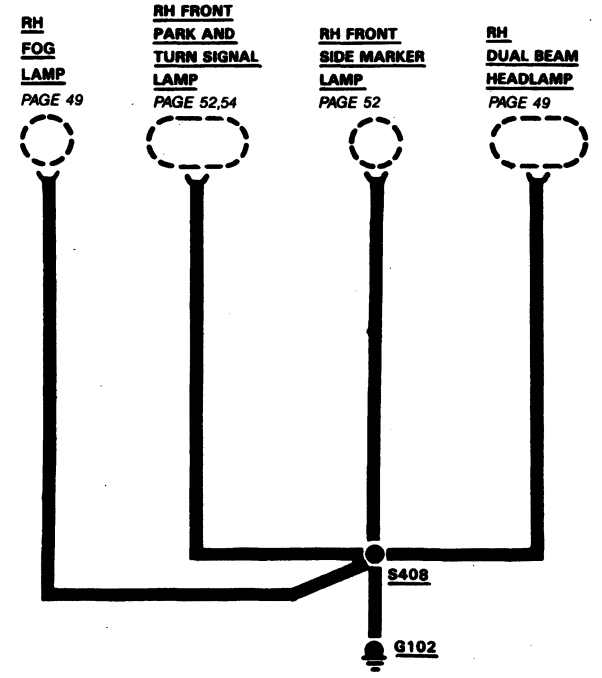 RH
FOG
LAMP
PAGE 49
RH FRONT
PARK AND
TURN SIGNAL
LAMP
PAGE 52,54
RH FRONT
SIDE MARKER
LAMP
PAGE 52
RH
DUAL BEAM
HEADLAMP
PAGE 49
S408
G102